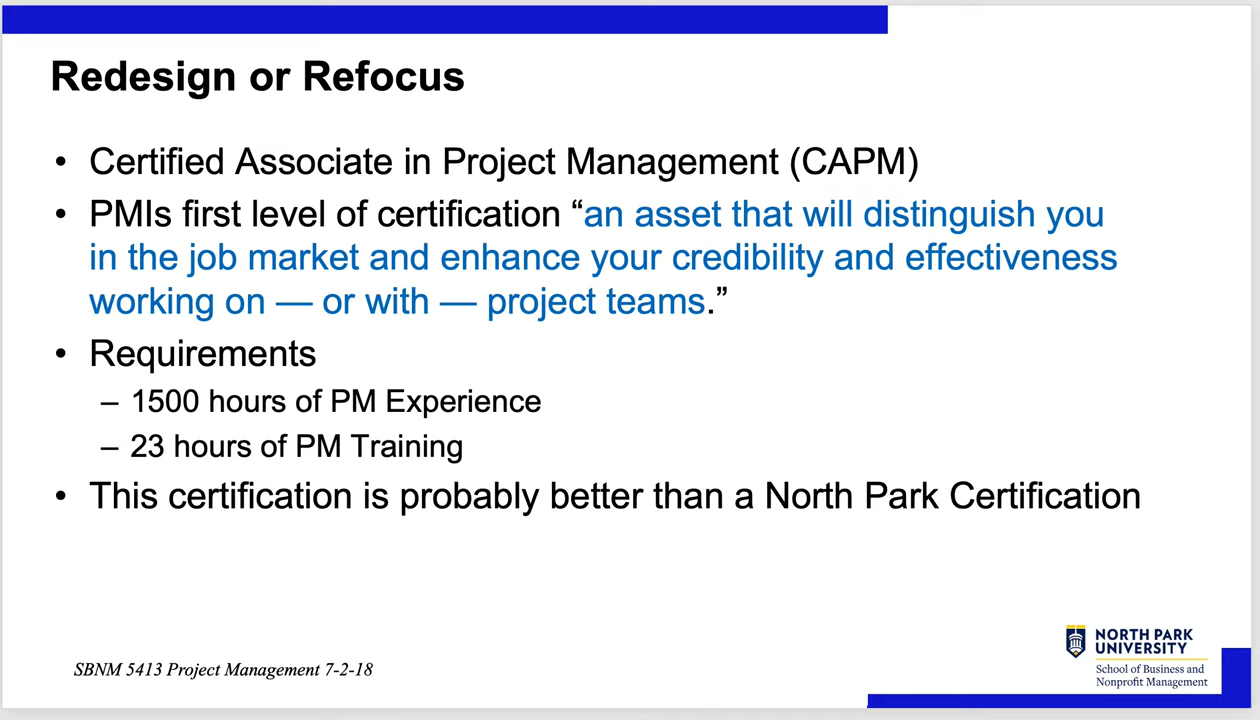 Redesign or Refocus
• Certified Associate in Project Management (CAPM)
• PMIs first level of certification “an asset that will distinguish you
in the job market and enhance your credibility and effectiveness
working on — or with — project teams.”
• Requirements
– 1500 hours of PM Experience
– 23 hours of PM Training
• This certification is probably better than a North Park Certification
SBNM 5413 Project Management 7-2-18
NORTH PARK
UNIVERSITY
School of Business and
Nonprofit Management